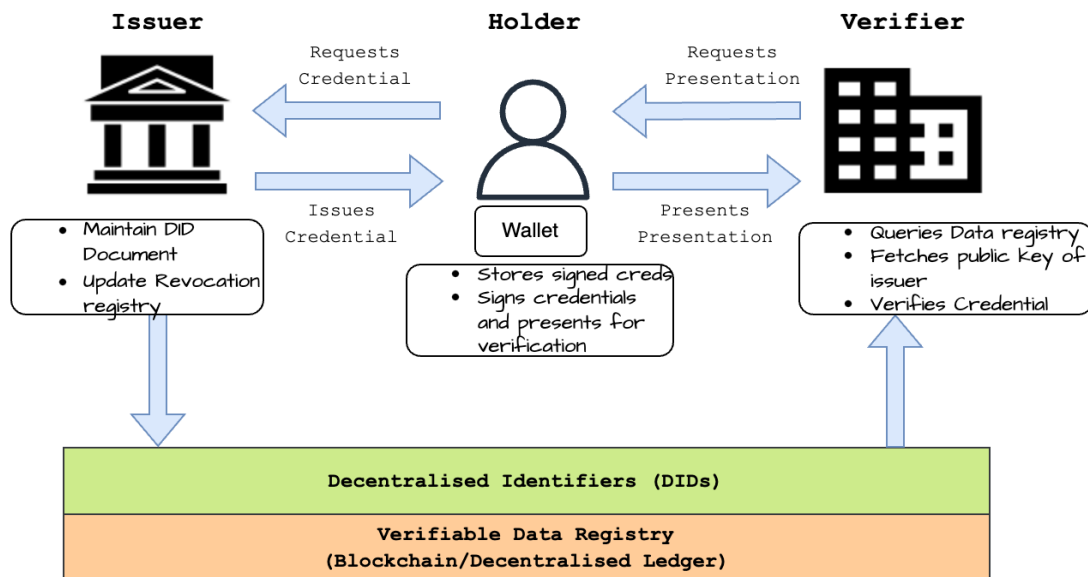 Issuer
Holder
Verifier
Requests
Credential
Requests
Presentation
Issues
Credential
Presents
Presentation
Wallet
• Maintain DID
Document
• Update Revocation
registry
• Stores signed creds
• Signs credentials
and presents for
verification
• Queries Data registry
• Fetches public key of
issuer
• Verifies Credential
Decentralised Identifiers (DIDs)
Verifiable Data Registry
(Blockchain/Decentralised Ledger)